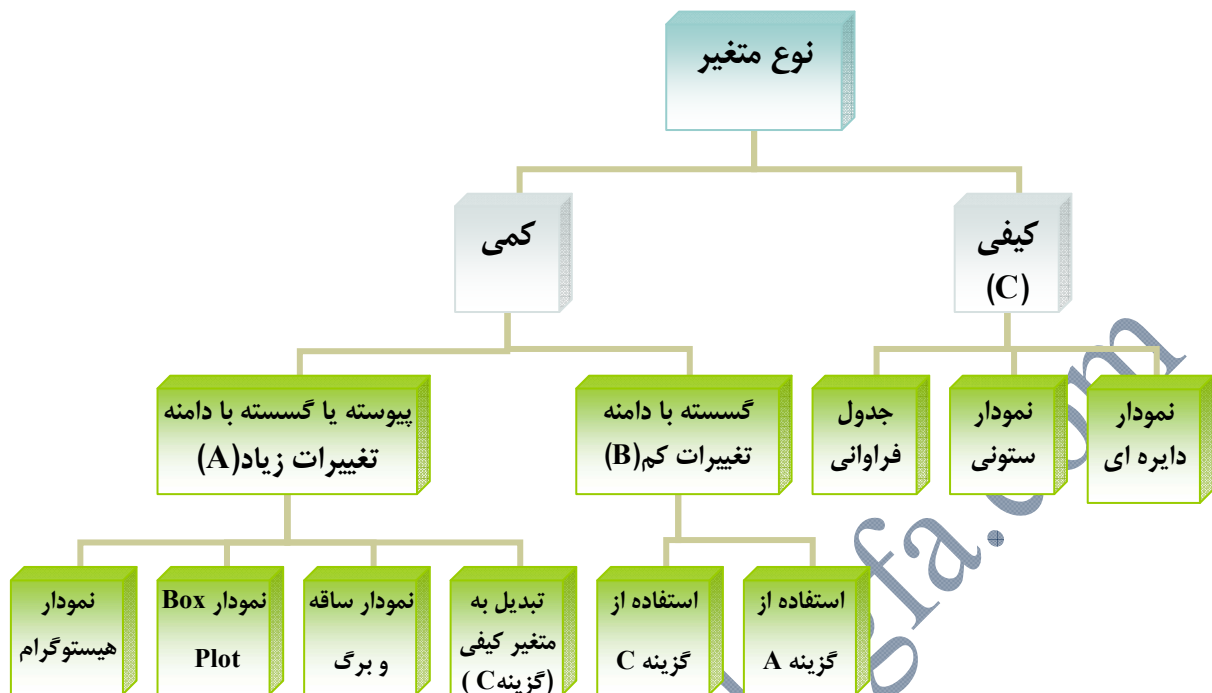 نوع متغیر
کیفی
(C)
کمی
نمودار
دایره ای
نمودار
ستونی
جدول
فراوانی
گسسته با دامنه
تغییرات کم(B)
پیوسته یا گسسته با دامنه
تغییرات زیاد(A)
استفاده از
گزینه A
استفاده از
گزینه C
تبدیل به
متغیر کیفی
(گزینهC )
نمودار ساقه
و برگ
نمودار Box
Plot
نمودار
هیستوگرام
gfa.com